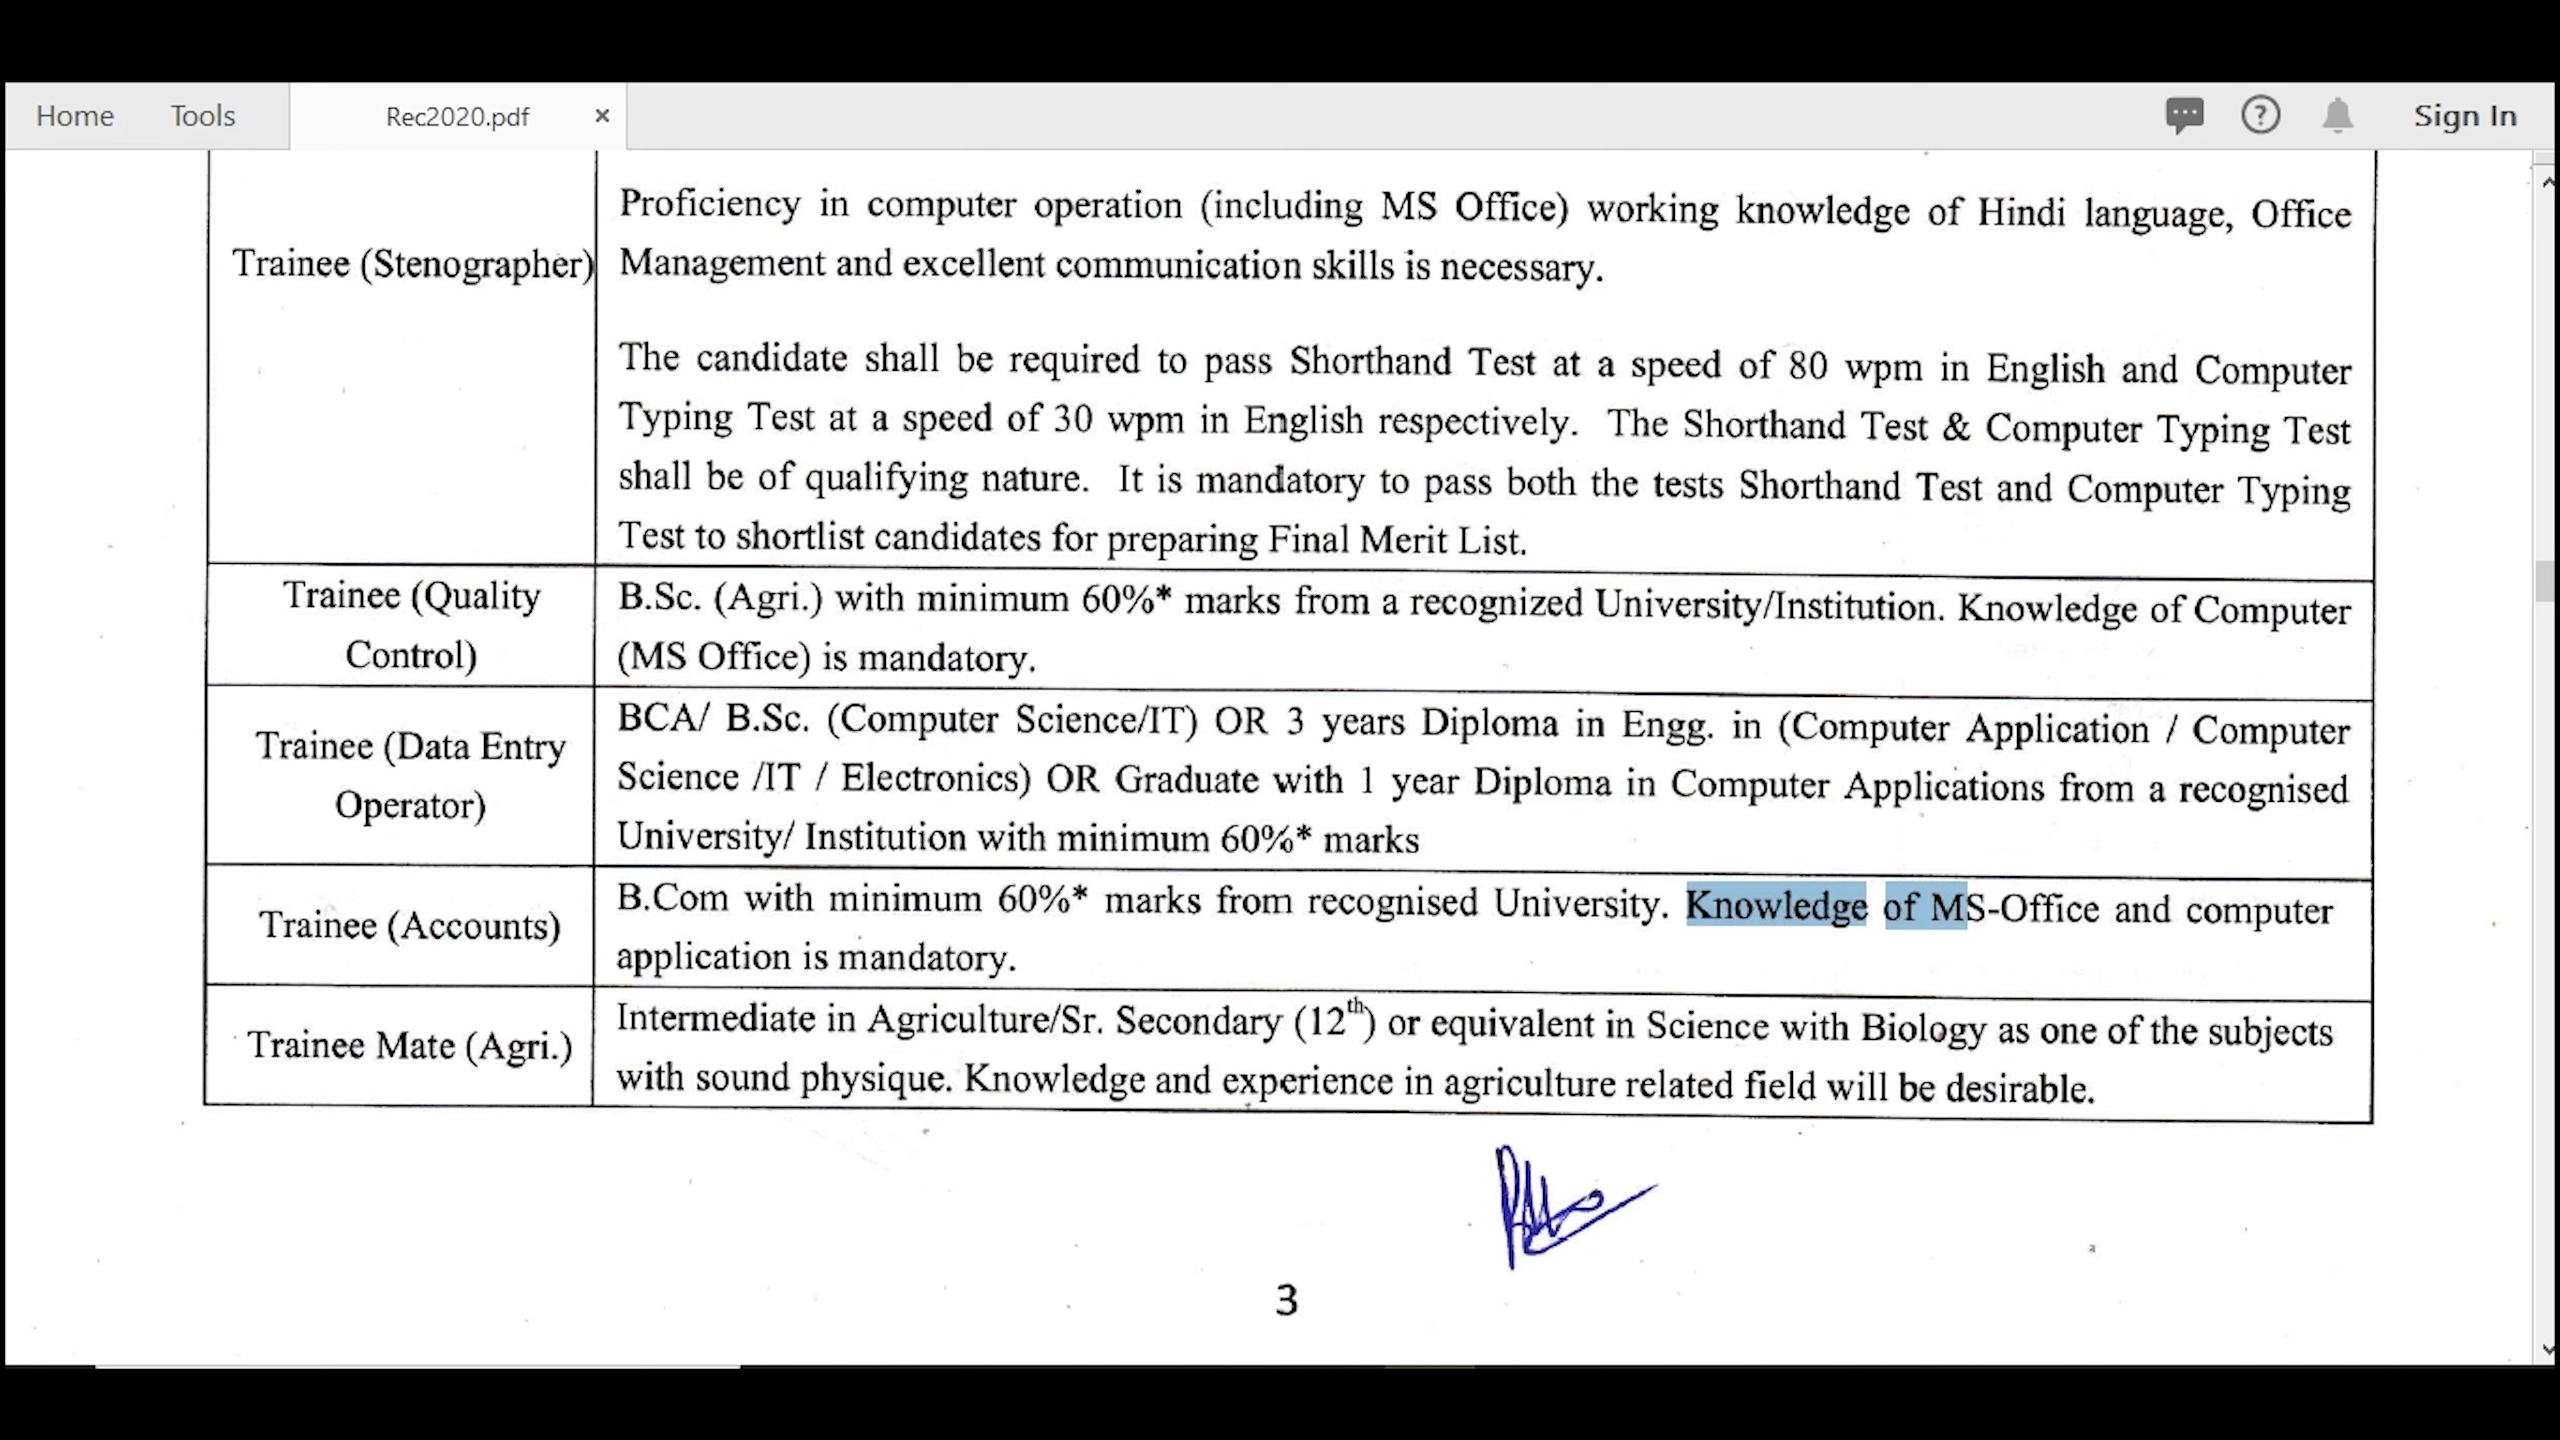 Home Tools Rec2020.pdf × Sign In
Trainee (Stenographer)
Proficiency in computer operation (including MS Office) working knowledge of Hindi language, Office
Management and excellent communication skills is necessary.
The candidate shall be required to pass Shorthand Test at a speed of 80 wpm in English and Computer
Typing Test at a speed of 30 wpm in English respectively. The Shorthand Test & Computer Typing Test
shall be of qualifying nature. It is mandatory to pass both the tests Shorthand Test and Computer Typing
Test to shortlist candidates for preparing Final Merit List.
Trainee (Quality
Control)
B.Sc. (Agri.) with minimum 60%* marks from a recognized University/Institution. Knowledge of Computer
(MS Office) is mandatory.
Trainee (Data Entry
Operator)
BCA/ B.Sc. (Computer Science/IT) OR 3 years Diploma in Engg. in (Computer Application / Computer
Science /IT / Electronics) OR Graduate with 1 year Diploma in Computer Applications from a recognised
University/ Institution with minimum 60%* marks
Trainee (Accounts)
B.Com with minimum 60%* marks from recognised University. Knowledge of MS-Office and computer
application is mandatory.
Trainee Mate (Agri.)
Intermediate in Agriculture/Sr. Secondary (12th) or equivalent in Science with Biology as one of the subjects
with sound physique. Knowledge and experience in agriculture related field will be desirable.
3